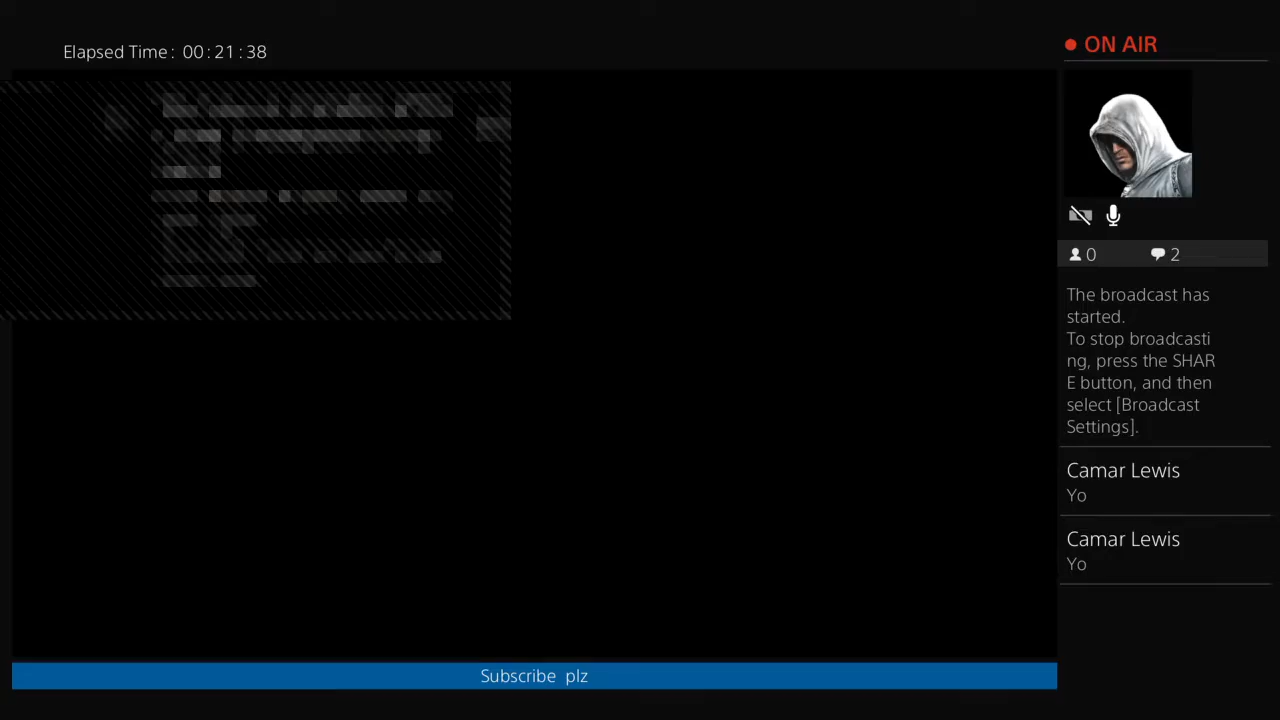 Elapsed Time: 00:21:38
ON AIR
0 2
The broadcast has
started.
To stop broadcasti
ng, press the SHAR
E button, and then
select [Broadcast
Settings].
Camar Lewis
Yo
Camar Lewis
Yo
Subscribe plz